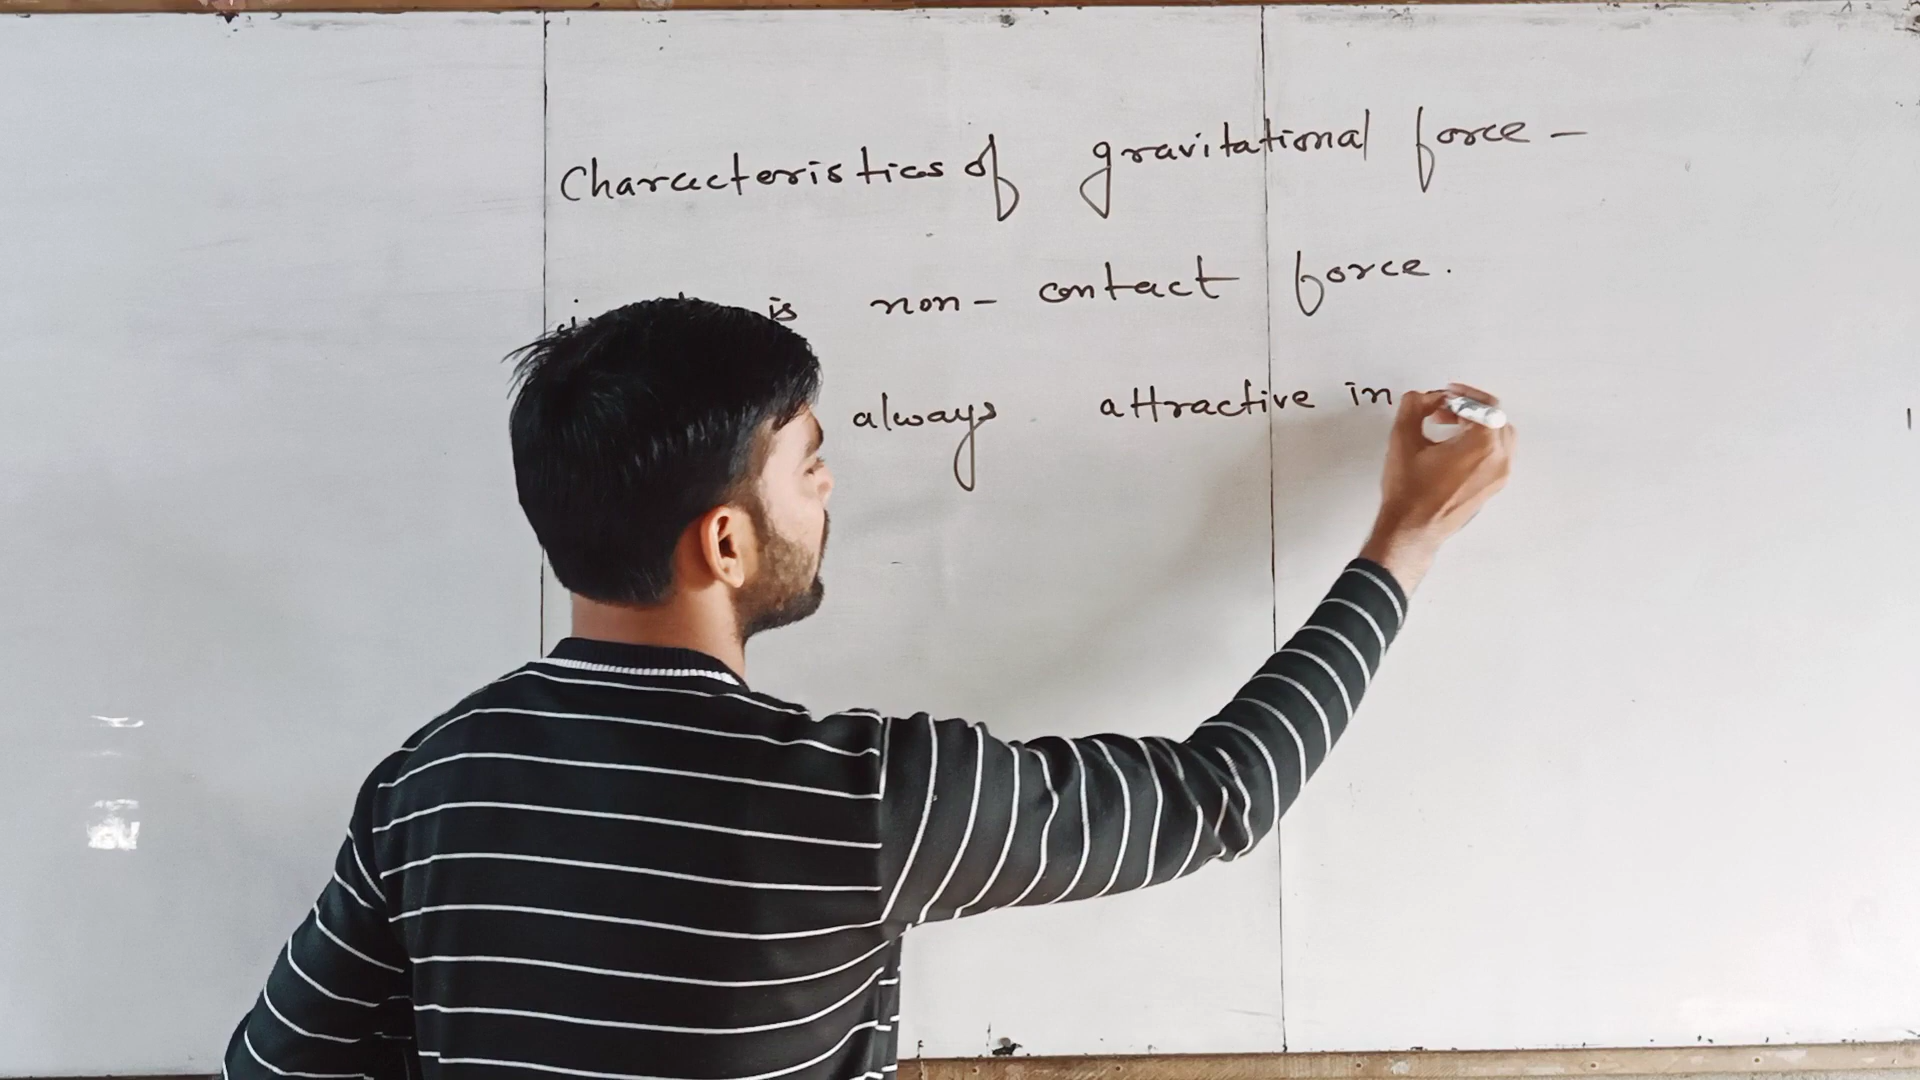 Characteristics of gravitational force -
is non- contact force.
always attractive in